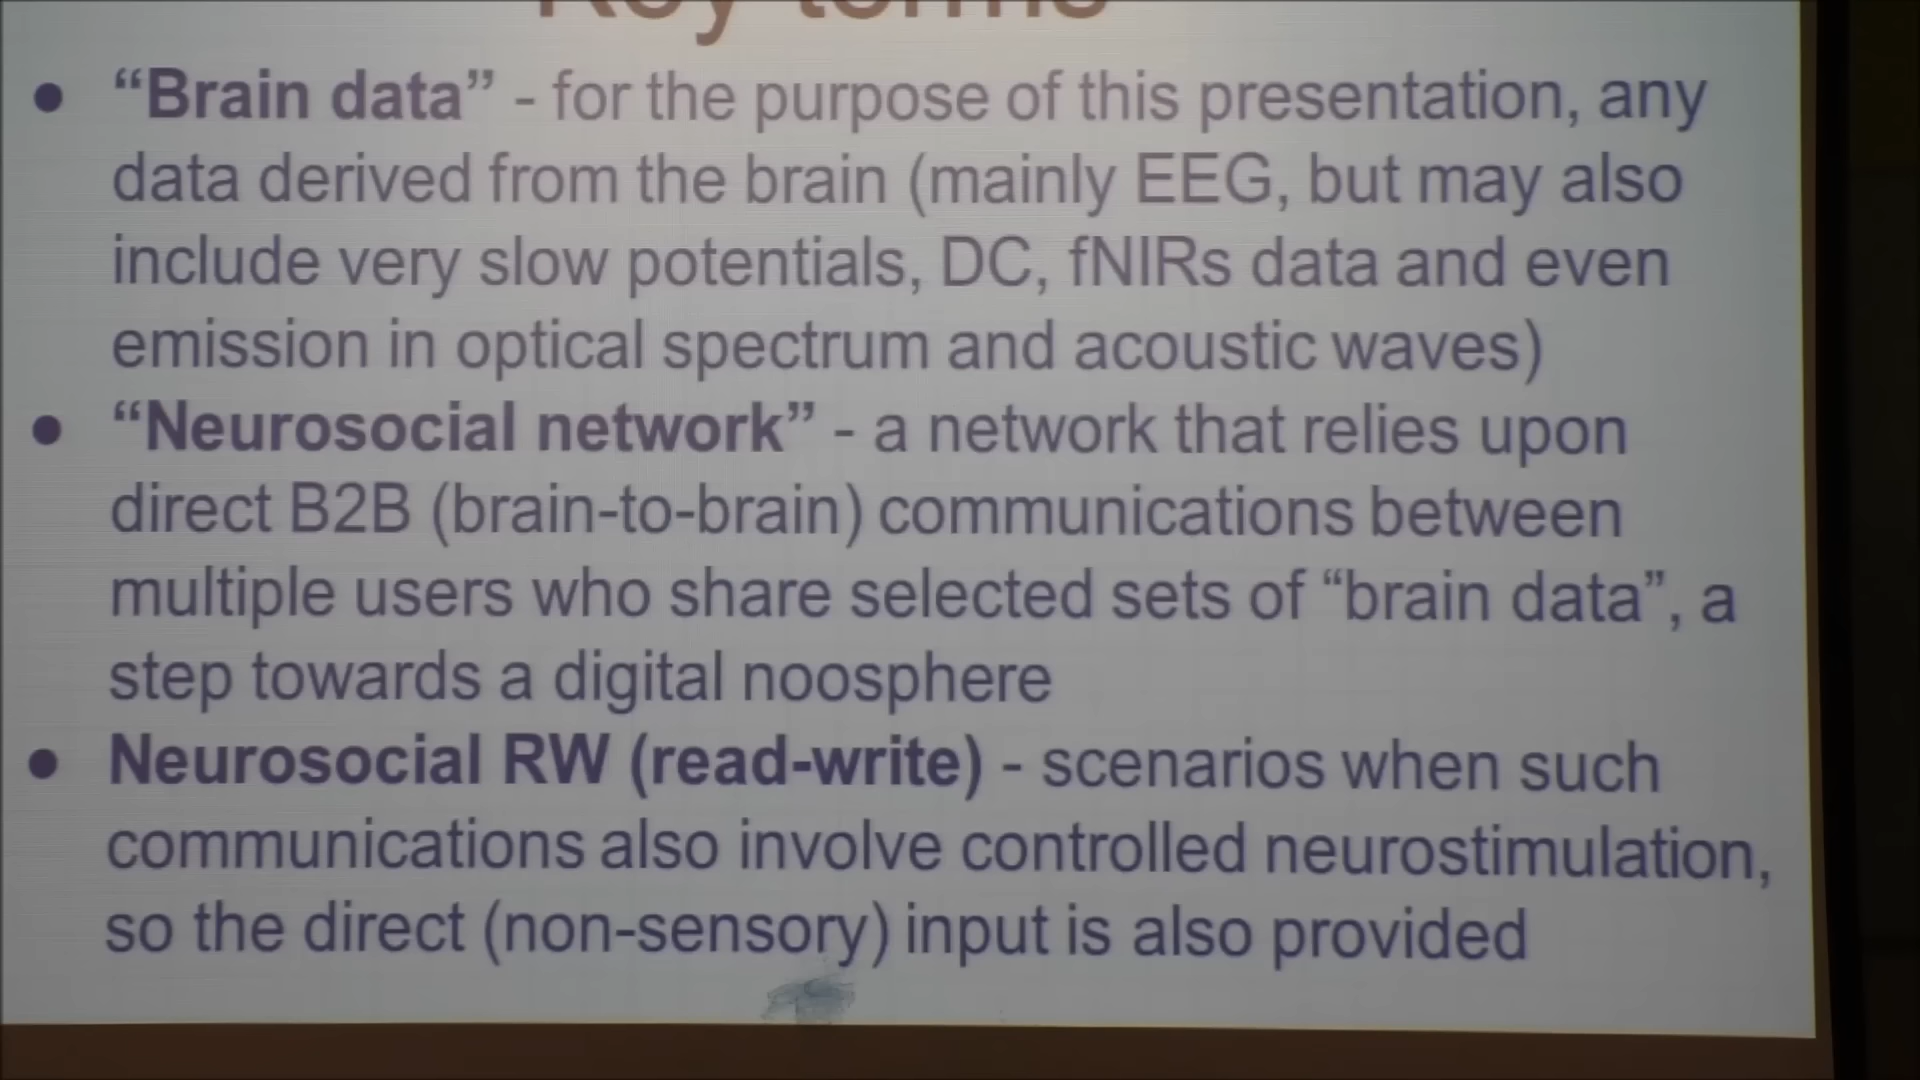 Key terms
• “Brain data” - for the purpose of this presentation, any
data derived from the brain (mainly EEG, but may also
include very slow potentials, DC, fNIRs data and even
emission in optical spectrum and acoustic waves)
• “Neurosocial network” - a network that relies upon
direct B2B (brain-to-brain) communications between
multiple users who share selected sets of “brain data”, a
step towards a digital noosphere
• Neurosocial RW (read-write) - scenarios when such
communications also involve controlled neurostimulation,
so the direct (non-sensory) input is also provided